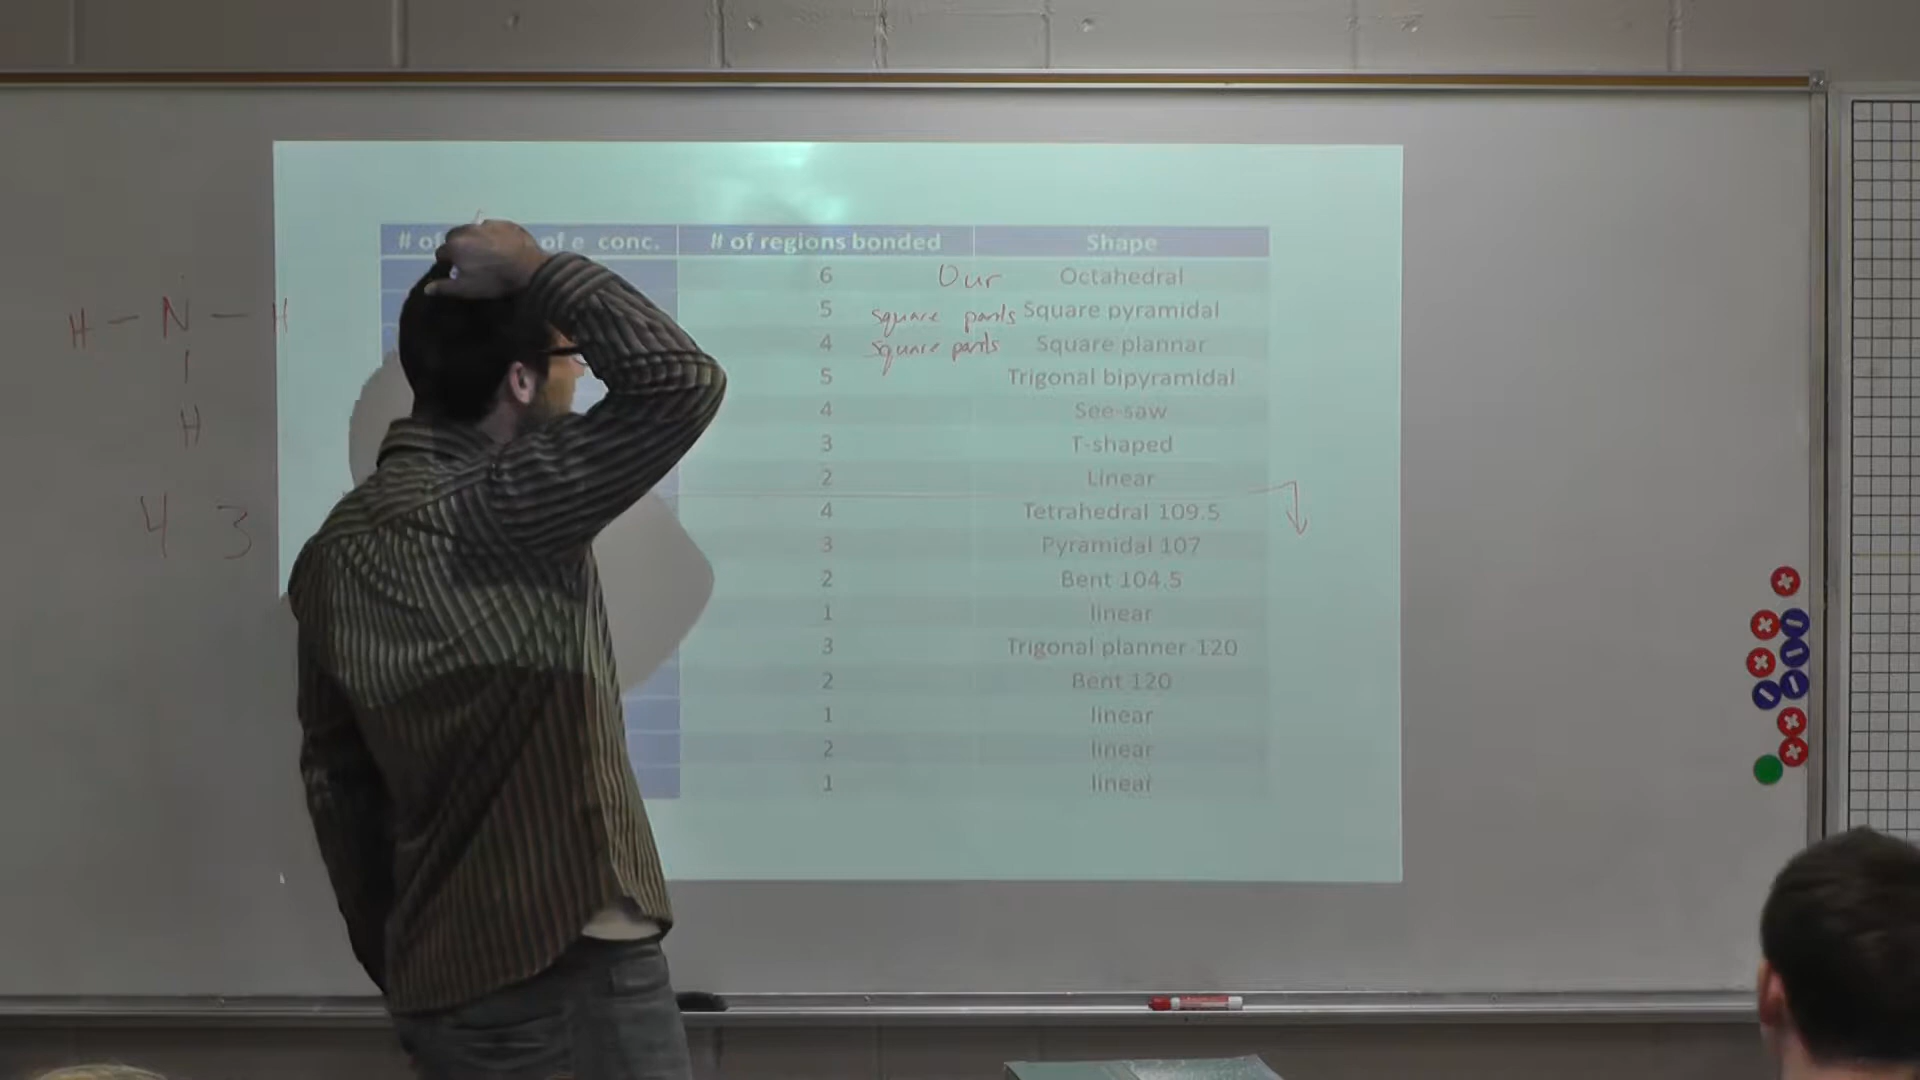 # of of e conc. # of regions bonded Shape
6 Our Octahedral
5 square pants Square pyramidal
4 square pants Square plannar
5 Trigonal bipyramidal
4 See-saw
3 T-shaped
2 Linear
4 Tetrahedral 109.5
3 Pyramidal 107
2 Bent 104.5
1 linear
3 Trigonal planner 120
2 Bent 120
1 linear
2 linear
1 linear
H - N - H
H
4 3